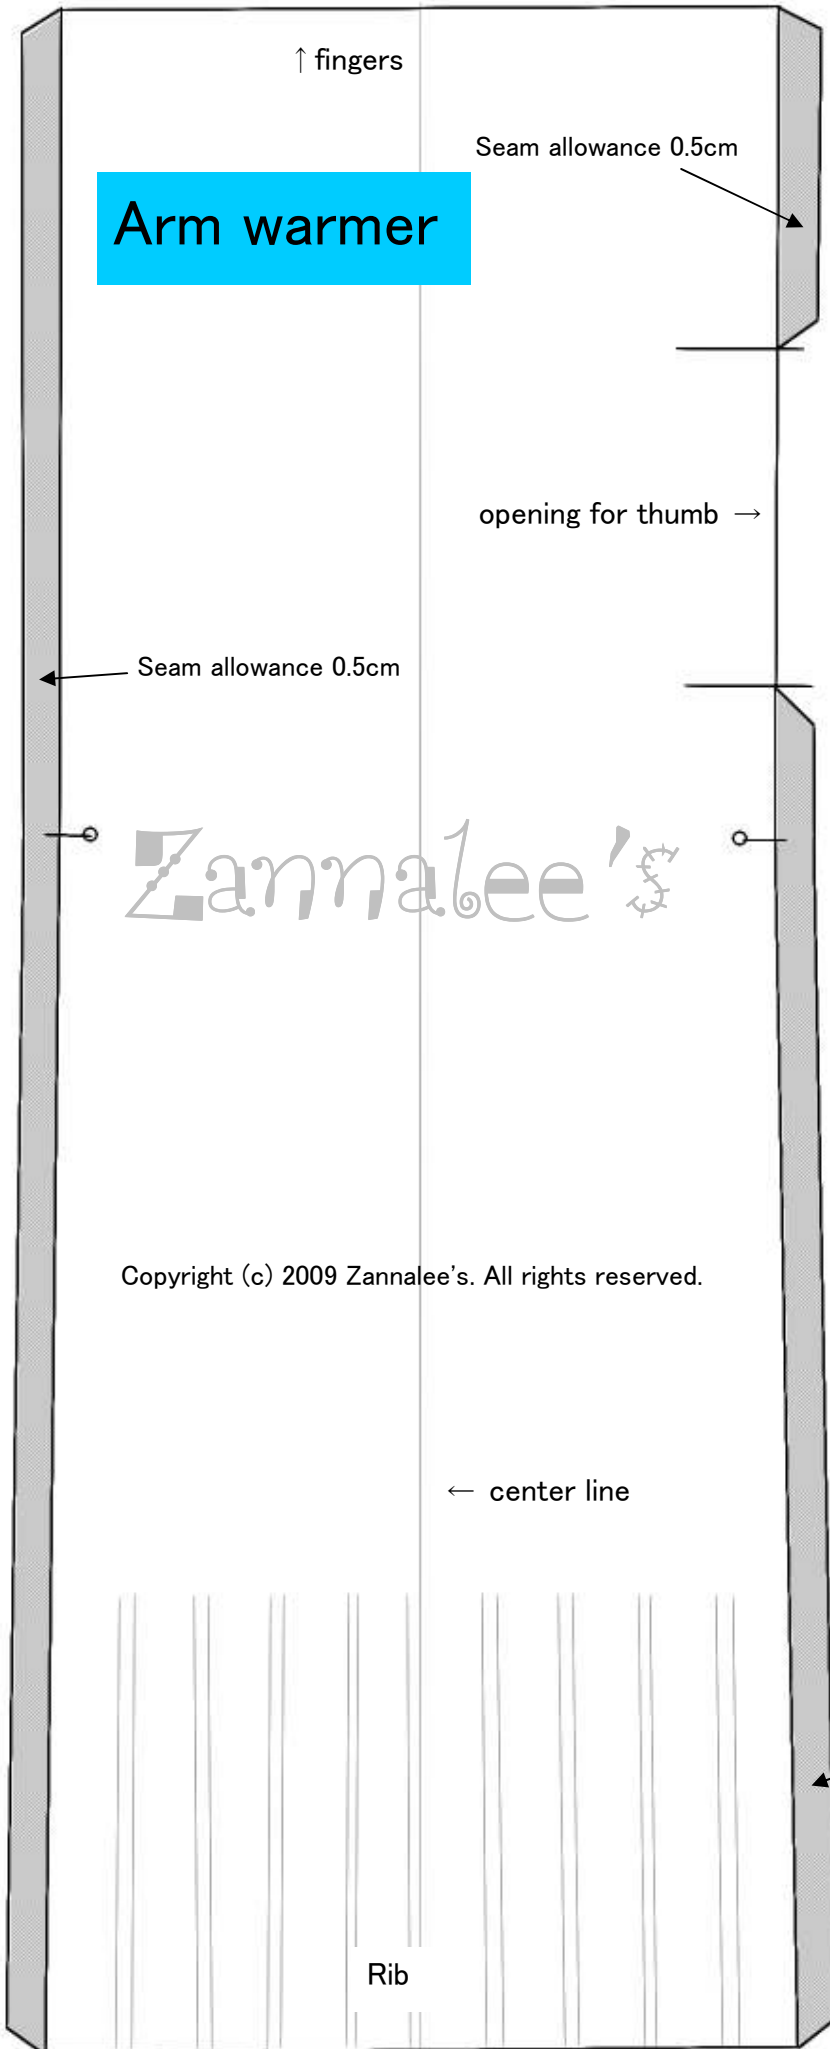 ↑ fingers
Seam allowance 0.5cm
Arm warmer
opening for thumb →
Seam allowance 0.5cm
Zannalee's
Copyright (c) 2009 Zannalee's. All rights reserved.
← center line
Rib